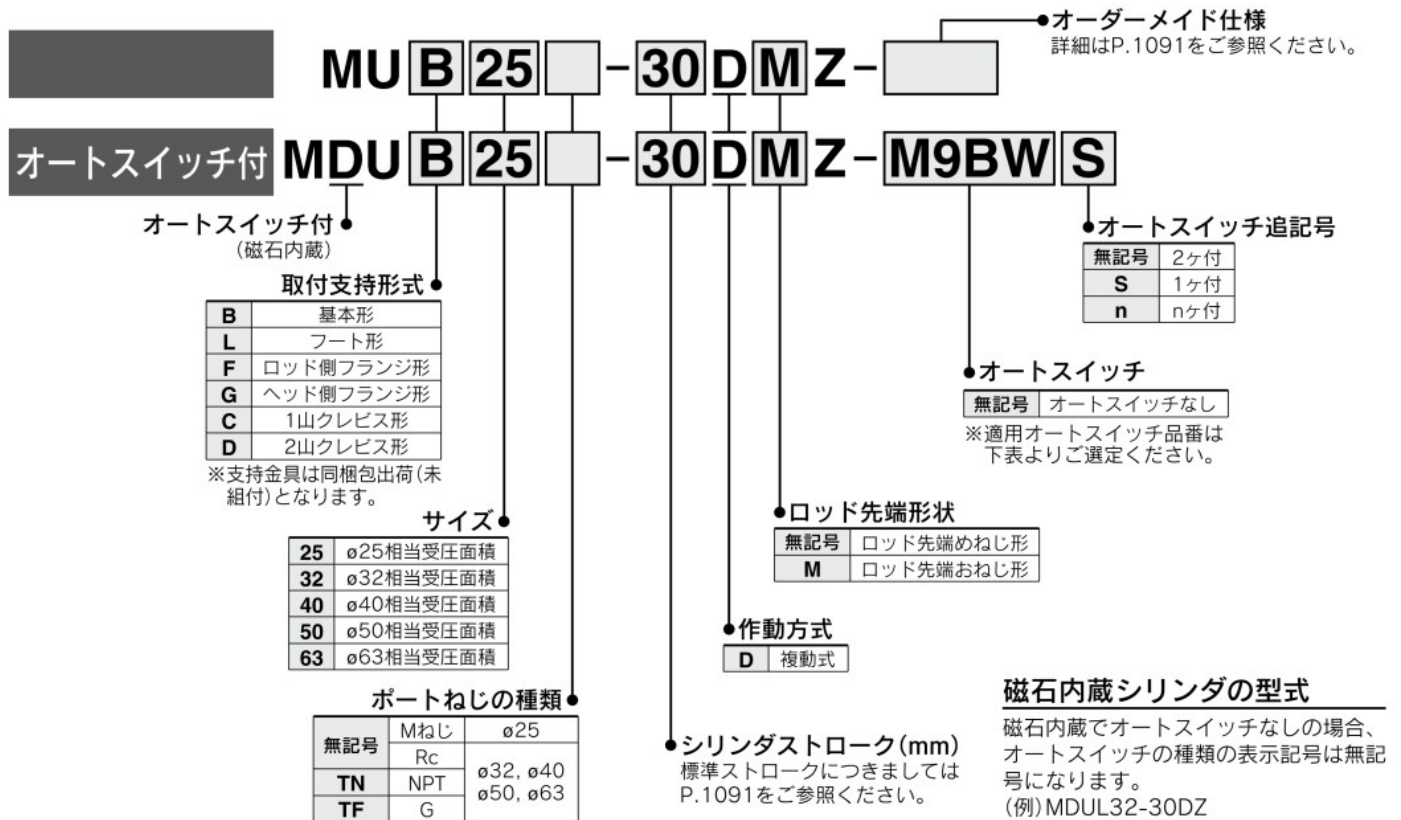 オーダーメイド仕様
詳細はP.1091をご参照ください。
MU B 25 -30 D M Z-
オートスイッチ付 MDU B 25 -30 D M Z- M9BW S
オートスイッチ付
(磁石内蔵)
取付支持形式
B 基本形
L フート形
F ロッド側フランジ形
G ヘッド側フランジ形
C 1山クレビス形
D 2山クレビス形
※支持金具は同梱包出荷(未
組付)となります。
サイズ
25 ø25相当受圧面積
32 ø32相当受圧面積
40 ø40相当受圧面積
50 ø50相当受圧面積
63 ø63相当受圧面積
ポートねじの種類
無記号 Mねじ ø25
Rc ø32, ø40
TN NPT ø50, ø63
TF G
シリンダストローク(mm)
標準ストロークにつきましては
P.1091をご参照ください。
作動方式
D 複動式
ロッド先端形状
無記号 ロッド先端めねじ形
M ロッド先端おねじ形
オートスイッチ
無記号 オートスイッチなし
※適用オートスイッチ品番は
下表よりご選定ください。
オートスイッチ追記号
無記号 2ヶ付
S 1ヶ付
n nヶ付
磁石内蔵シリンダの型式
磁石内蔵でオートスイッチなしの場合、
オートスイッチの種類の表示記号は無記
号になります。
(例)MDUL32-30DZ